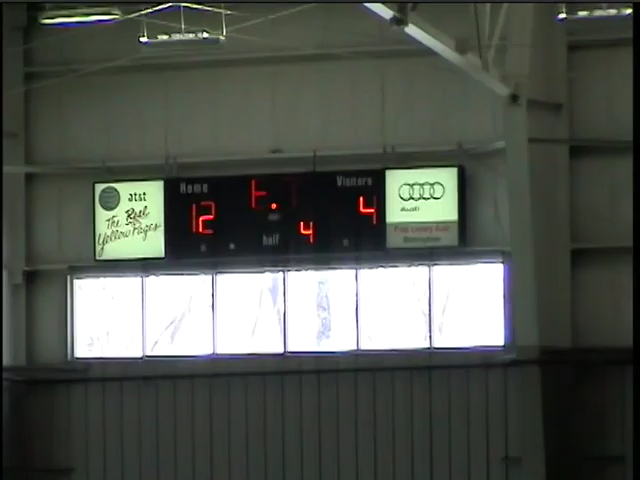 at&t
The Real
Yellow Pages
Home
12
Visitors
4
half
4
Audi